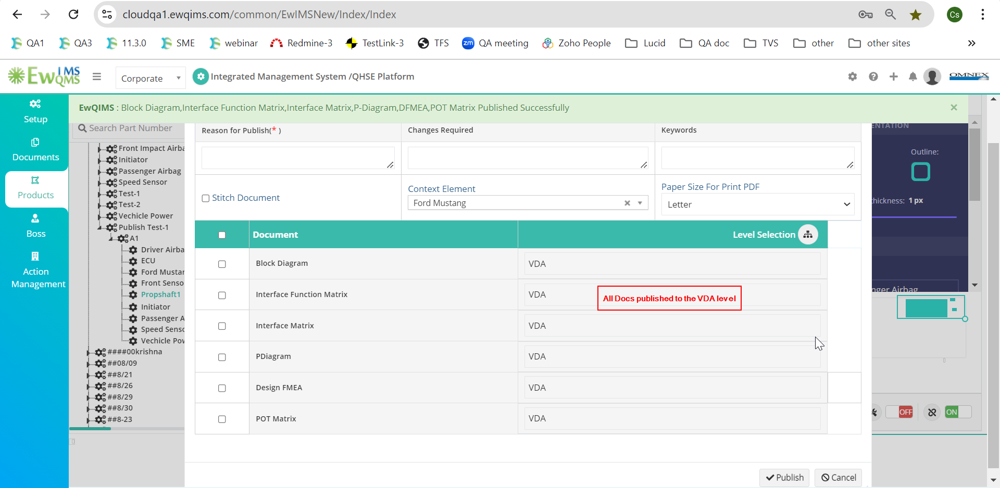 cloudqa1.ewqims.com/common/EwIMSNew/Index/Index
Cs
QA1 QA3 11.3.0 SME webinar Redmine-3 TestLink-3 TFS zm QA meeting Zoho People Lucid QA doc TVS other other sites
EwQMS IMS Corporate Integrated Management System /QHSE Platform OMNEX
EwQIMS : Block Diagram,Interface Function Matrix,Interface Matrix,P-Diagram,DFMEA,POT Matrix Published Successfully ×
Setup
Documents
Products
Boss
Action
Management
Search Part Number
Front Impact Airba
Initiator
Passenger Airbag
Speed Sensor
Test-1
Test-2
Vechicle Power
Publish Test-1
A1
Driver Airba
ECU
Ford Mustar
Front Senso
Propshaft1
Initiator
Passenger A
Speed Senso
Vechicle Pov
####00krishna
##08/09
##8/21
##8/26
##8/29
##8/30
##8-23
Reason for Publish(* ) Changes Required Keywords
Stitch Document
Context Element
Ford Mustang
Paper Size For Print PDF
Letter
Document Level Selection
Block Diagram VDA
Interface Function Matrix VDA
All Docs published to the VDA level
Interface Matrix VDA
PDiagram VDA
Design FMEA VDA
POT Matrix VDA
Publish Cancel
ENTATION
Outline:
hickness: 1 px
nger Airbag
OFF ON